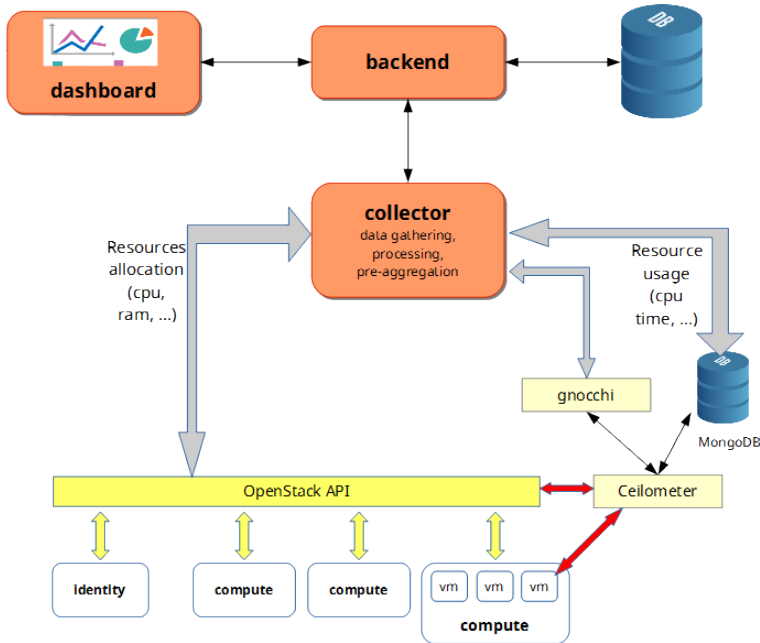 DB
dashboard
backend
collector
data gathering,
processing,
pre-aggregation
Resources
allocation
(cpu,
ram, ...)
Resource
usage
(cpu
time, ...)
DB
gnocchi
MongoDB
OpenStack API
Ceilometer
identity
compute
compute
vm
vm
vm
compute